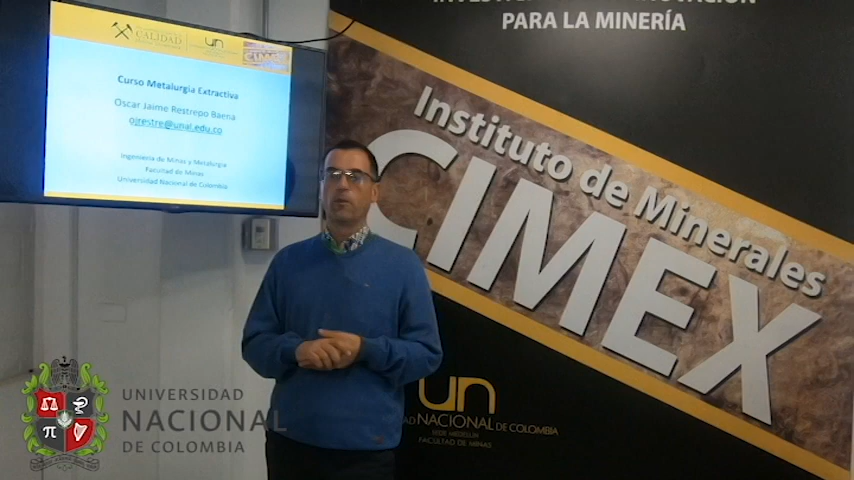 CALIDAD
un
Curso Metalurgia Extractiva
Oscar Jaime Restrepo Baena
ojrestre@unal.edu.co
Ingeniería de Minas y Metalurgia
Facultad de Minas
Universidad Nacional de Colombia
PARA LA MINERÍA
Instituto de Minerales
CIMEX
un
NACIONAL DE COLOMBIA
SEDE MEDELLÍN
FACULTAD DE MINAS
UNIVERSIDAD
NACIONAL
DE COLOMBIA